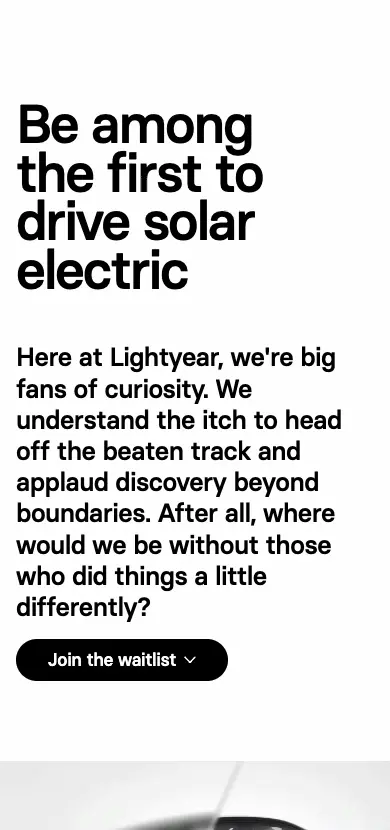 Be among
the first to
drive solar
electric
Here at Lightyear, we're big
fans of curiosity. We
understand the itch to head
off the beaten track and
applaud discovery beyond
boundaries. After all, where
would we be without those
who did things a little
differently?
Join the waitlist